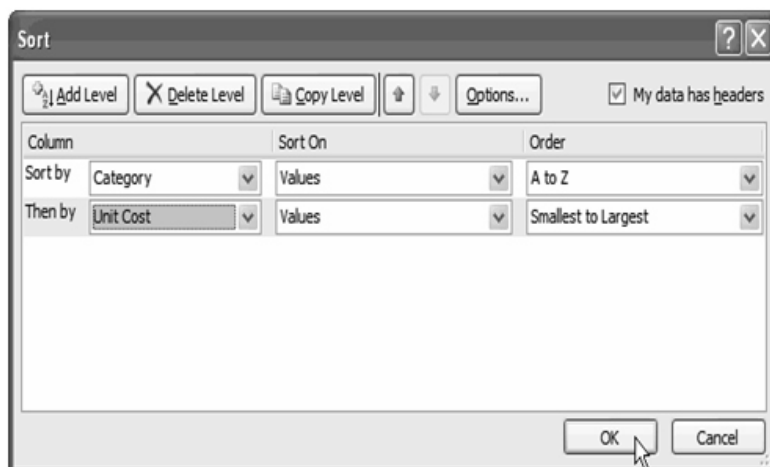 Sort
Add Level Delete Level Copy Level Options... My data has headers
Column Sort On Order
Sort by Category Values A to Z
Then by Unit Cost Values Smallest to Largest
OK Cancel